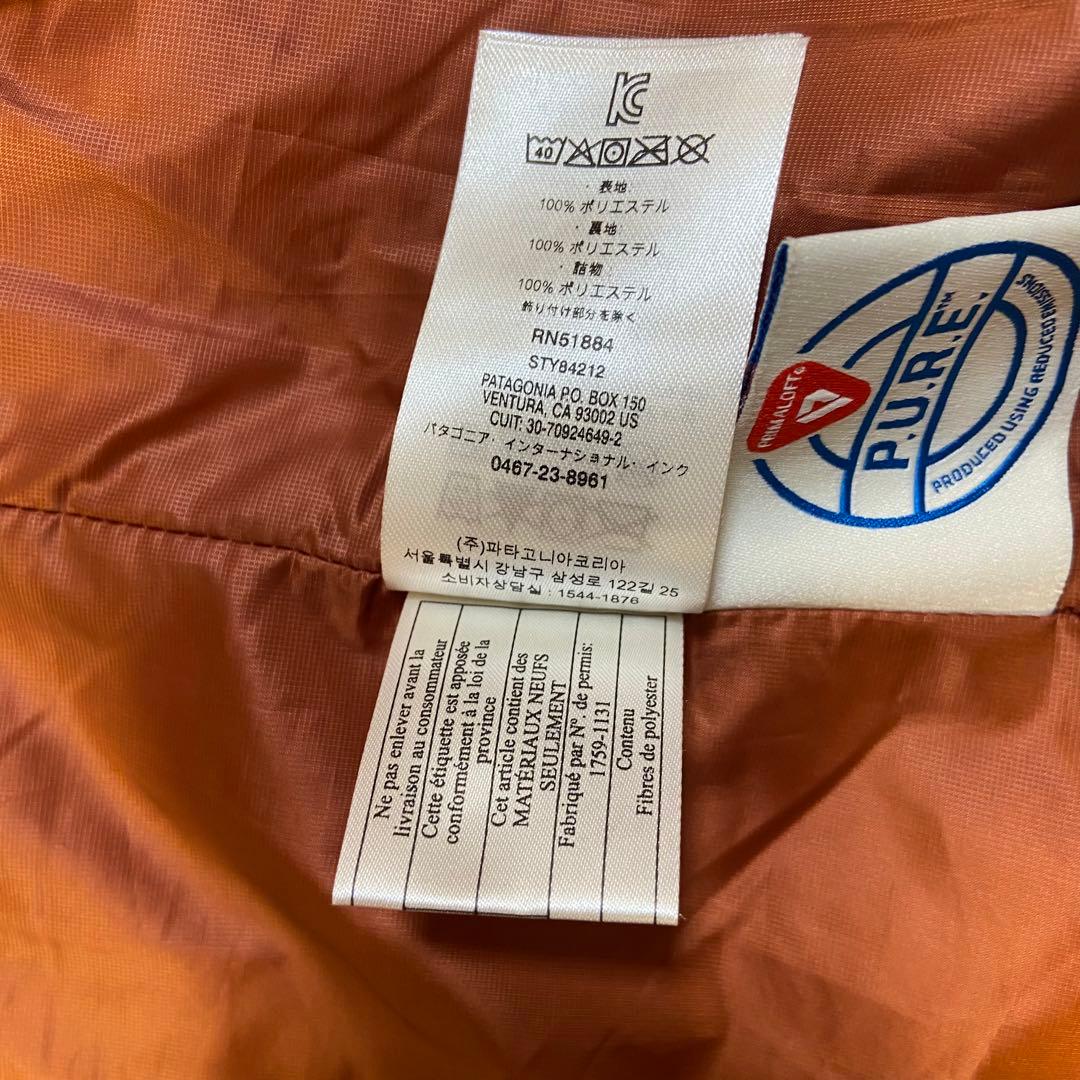 KC
40
・表地
100% ポリエステル
・裏地
100% ポリエステル
・詰物
100% ポリエステル
飾り付け部分を除く
RN51884
STY84212
PATAGONIA P.O. BOX 150
VENTURA, CA 93002 US
CUIT: 30-70924649-2
パタゴニア・インターナショナル・インク
0467-23-8961
(주)파타고니아코리아
서울특별시 강남구 삼성로 122길 25
소비자상담실 : 1544-1876
PRIMALOFT®
P.U.R.E.™
PRODUCED USING REDUCED EMISSIONS
Ne pas enlever avant la
livraison au consommateur
Cette étiquette est apposée
conformément à la loi de la
province
Cet article contient des
MATÉRIAUX NEUFS
SEULEMENT
Fabriqué par Nº. de permis:
1759-1131
Contenu
Fibres de polyester